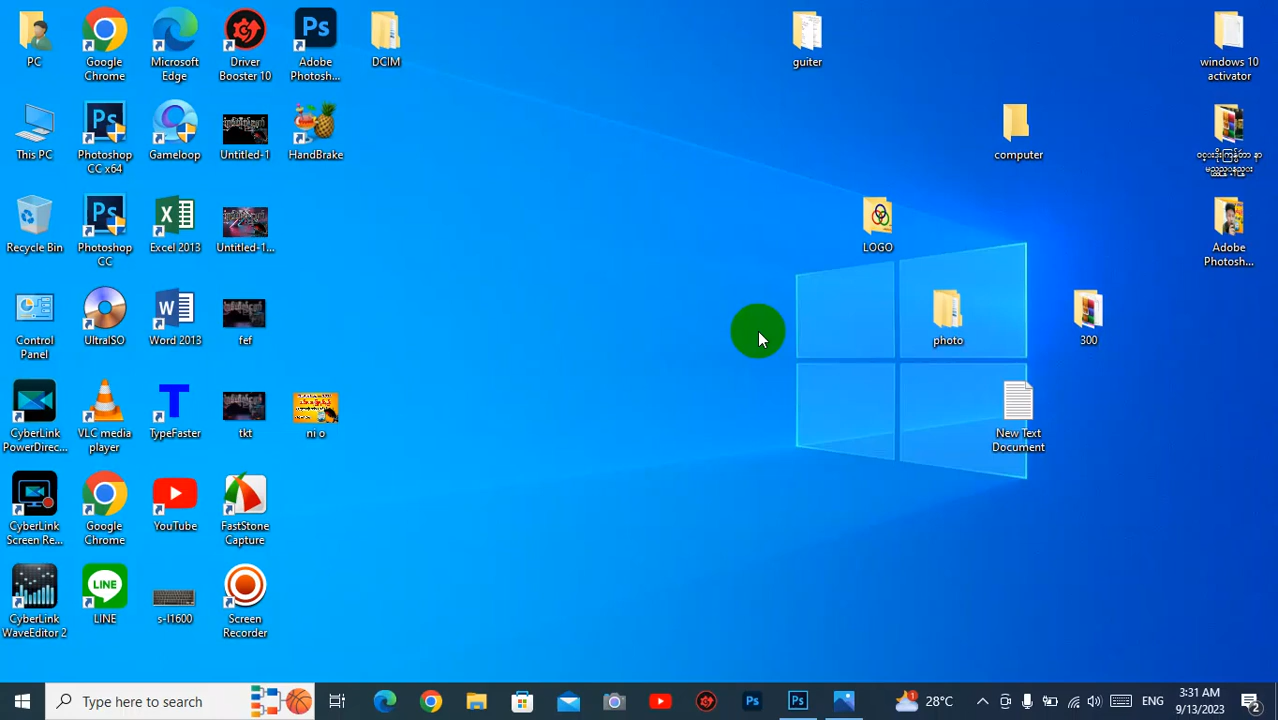 PC
Google
Chrome
Microsoft
Edge
Driver
Booster 10
Adobe
Photosh...
DCIM
guiter
windows 10
activator
This PC
Photoshop
CC x64
Gameloop
Untitled-1
HandBrake
computer
Recycle Bin
Photoshop
CC
Excel 2013
Untitled-1...
LOGO
Adobe
Photosh...
Control
Panel
UltraISO
Word 2013
fef
photo
300
CyberLink
PowerDirec...
VLC media
player
TypeFaster
tkt
ni o
New Text
Document
CyberLink
Screen Re...
Google
Chrome
YouTube
FastStone
Capture
CyberLink
WaveEditor 2
LINE
s-l1600
Screen
Recorder
Type here to search
28°C
ENG
3:31 AM
9/13/2023